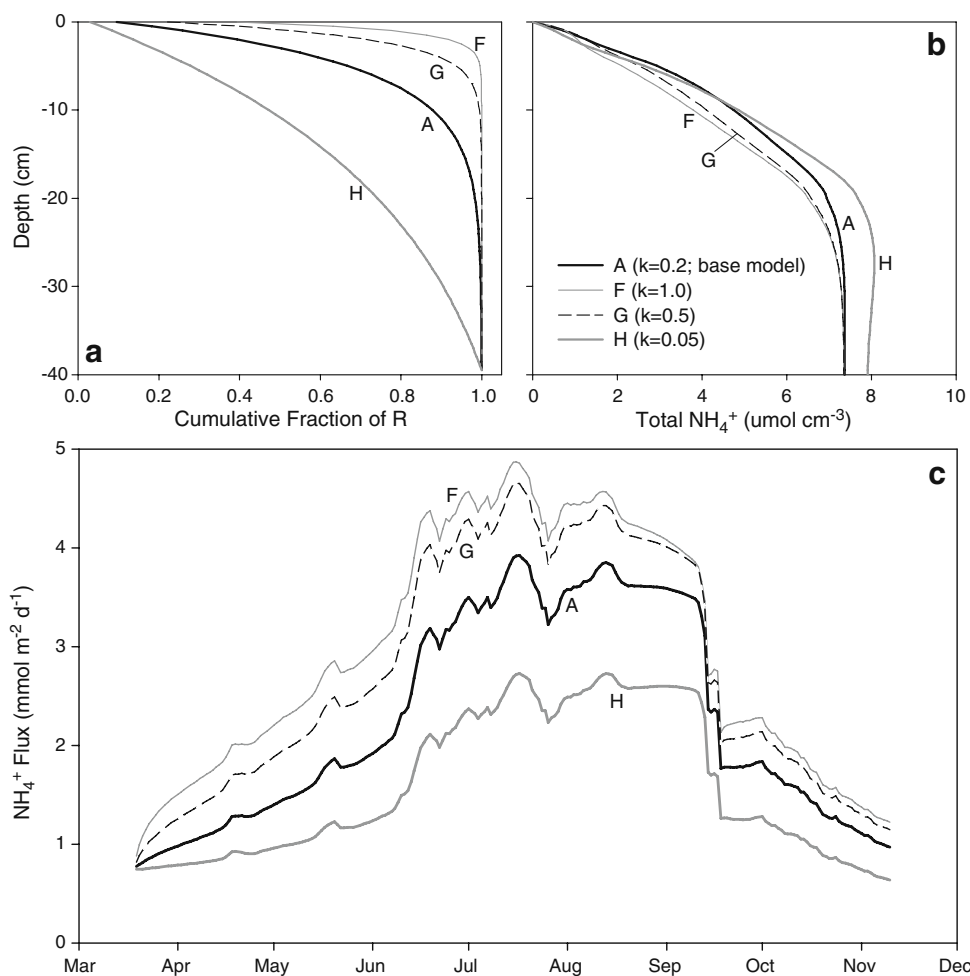 0
-10
-20
-30
-40
Depth (cm)
F
G
A
H
a
0.0 0.2 0.4 0.6 0.8 1.0
Cumulative Fraction of R
b
F
G
A
H
A (k=0.2; base model)
F (k=1.0)
G (k=0.5)
H (k=0.05)
0 2 4 6 8 10
Total NH₄⁺ (umol cm⁻³)
5
4
3
2
1
0
NH₄⁺ Flux (mmol m⁻² d⁻¹)
c
F
G
A
H
Mar Apr May Jun Jul Aug Sep Oct Nov Dec